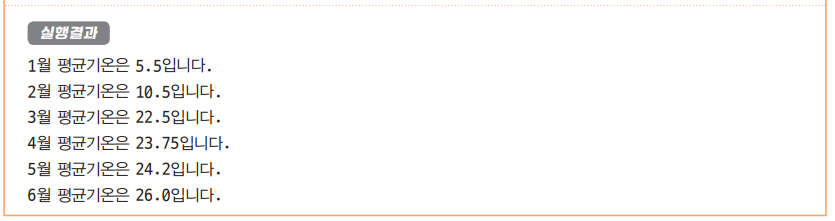 실행결과
1월 평균기온은 5.5입니다.
2월 평균기온은 10.5입니다.
3월 평균기온은 22.5입니다.
4월 평균기온은 23.75입니다.
5월 평균기온은 24.2입니다.
6월 평균기온은 26.0입니다.